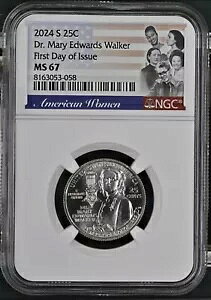 2024 S 25C
Dr. Mary Edwards Walker
First Day of Issue
MS 67
8163053-058
American Women
NGC